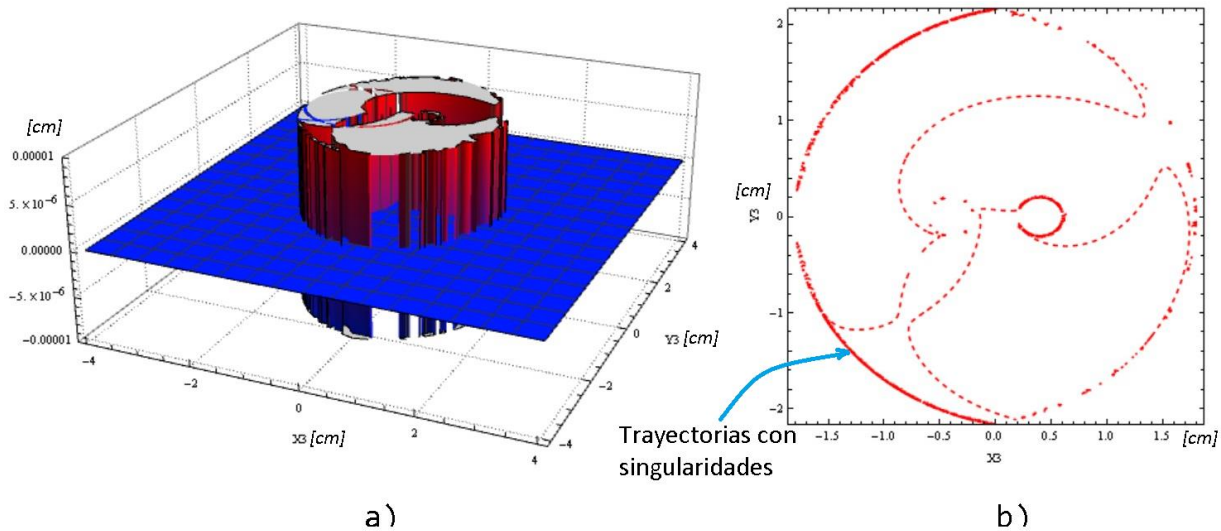 [cm]
0.00001
5. × 10⁻⁶
0.00000
−5. × 10⁻⁶
−0.00001
−4
−2
0
2
4
X3 [cm]
4
2
0
−2
−4
Y3 [cm]
a)
2
1
0
−1
−2
[cm]
Y3
−1.5
−1.0
−0.5
0.0
0.5
1.0
1.5
[cm]
X3
Trayectorias con
singularidades
b)